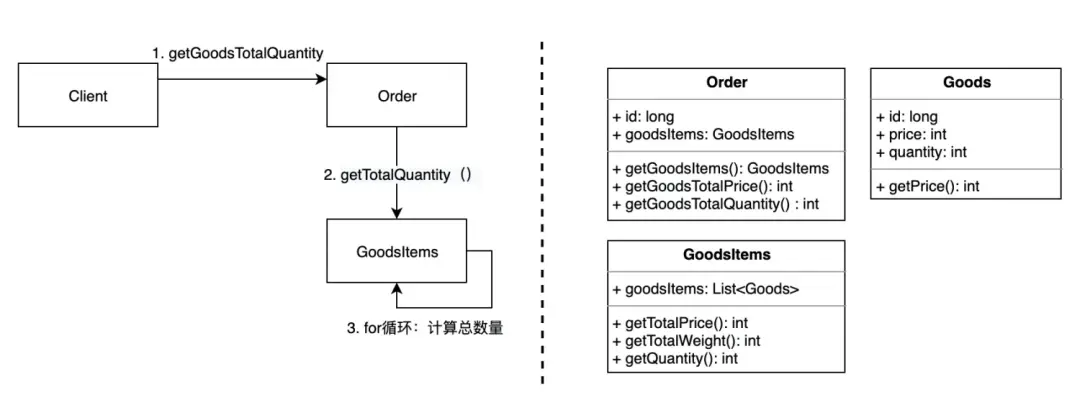 1. getGoodsTotalQuantity
Client
Order
2. getTotalQuantity（）
GoodsItems
3. for循环：计算总数量
Order
+ id: long
+ goodsItems: GoodsItems
+ getGoodsItems(): GoodsItems
+ getGoodsTotalPrice(): int
+ getGoodsTotalQuantity() : int
Goods
+ id: long
+ price: int
+ quantity: int
+ getPrice(): int
GoodsItems
+ goodsItems: List<Goods>
+ getTotalPrice(): int
+ getTotalWeight(): int
+ getQuantity(): int